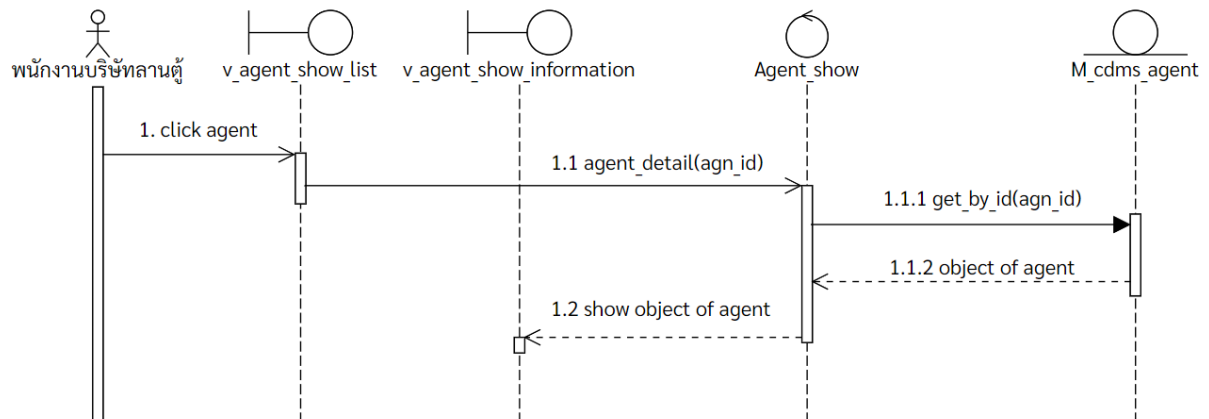 พนักงานบริษัทลานตู้
v_agent_show_list
v_agent_show_information
Agent_show
M_cdms_agent
1. click agent
1.1 agent_detail(agn_id)
1.1.1 get_by_id(agn_id)
1.1.2 object of agent
1.2 show object of agent